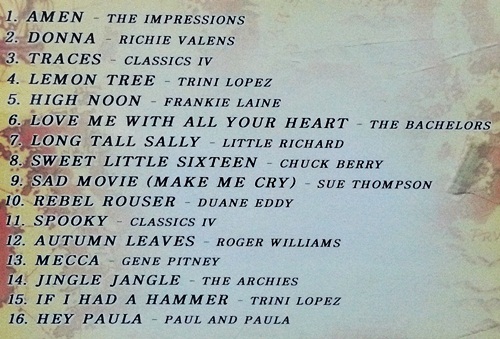 1. AMEN - THE IMPRESSIONS
2. DONNA - RICHIE VALENS
3. TRACES - CLASSICS IV
4. LEMON TREE - TRINI LOPEZ
5. HIGH NOON - FRANKIE LAINE
6. LOVE ME WITH ALL YOUR HEART - THE BACHELORS
7. LONG TALL SALLY - LITTLE RICHARD
8. SWEET LITTLE SIXTEEN - CHUCK BERRY
9. SAD MOVIE (MAKE ME CRY) - SUE THOMPSON
10. REBEL ROUSER - DUANE EDDY
11. SPOOKY - CLASSICS IV
12. AUTUMN LEAVES - ROGER WILLIAMS
13. MECCA - GENE PITNEY
14. JINGLE JANGLE - THE ARCHIES
15. IF I HAD A HAMMER - TRINI LOPEZ
16. HEY PAULA - PAUL AND PAULA